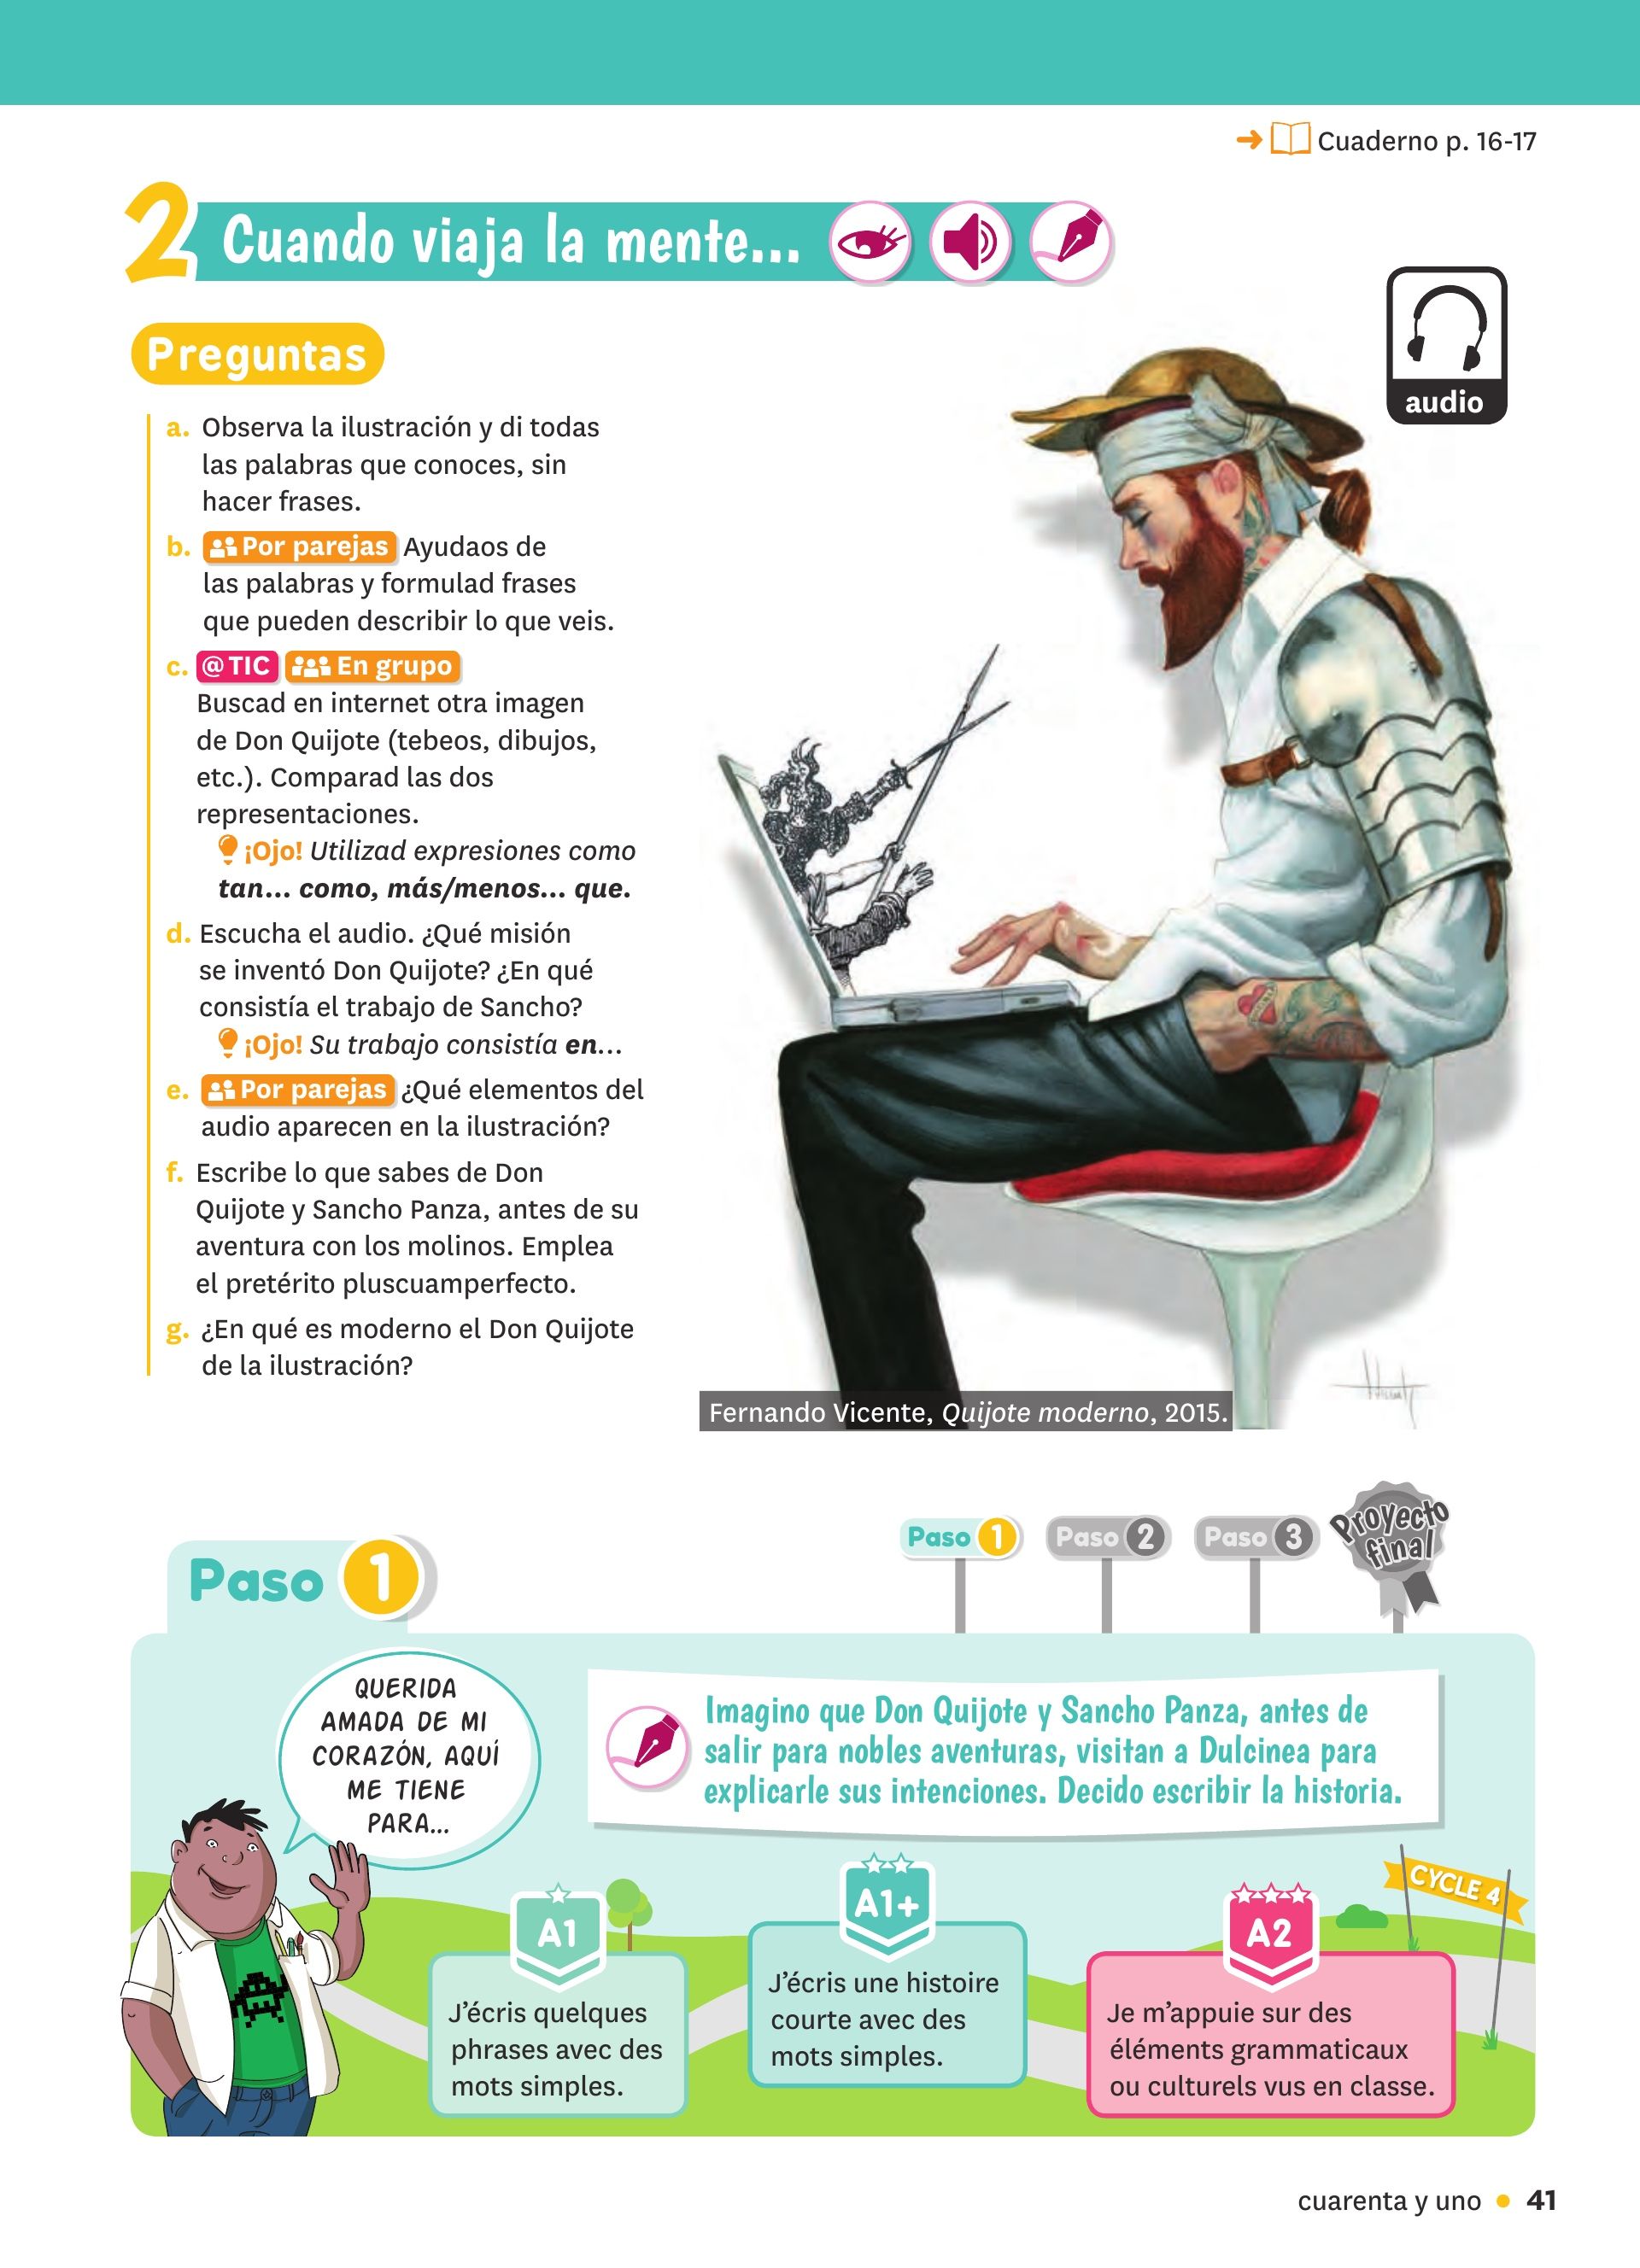 Cuaderno p. 16-17
2 Cuando viaja la mente...
audio
Preguntas
a. Observa la ilustración y di todas
las palabras que conoces, sin
hacer frases.
b. Por parejas Ayudaos de
las palabras y formulad frases
que pueden describir lo que veis.
c. @TIC En grupo
Buscad en internet otra imagen
de Don Quijote (tebeos, dibujos,
etc.). Comparad las dos
representaciones.
¡Ojo! Utilizad expresiones como
tan... como, más/menos... que.
d. Escucha el audio. ¿Qué misión
se inventó Don Quijote? ¿En qué
consistía el trabajo de Sancho?
¡Ojo! Su trabajo consistía en...
e. Por parejas ¿Qué elementos del
audio aparecen en la ilustración?
f. Escribe lo que sabes de Don
Quijote y Sancho Panza, antes de su
aventura con los molinos. Emplea
el pretérito pluscuamperfecto.
g. ¿En qué es moderno el Don Quijote
de la ilustración?
Fernando Vicente, Quijote moderno, 2015.
Paso 1 Paso 2 Paso 3 Proyecto final
Paso 1
QUERIDA
AMADA DE MI
CORAZÓN, AQUÍ
ME TIENE
PARA...
Imagino que Don Quijote y Sancho Panza, antes de
salir para nobles aventuras, visitan a Dulcinea para
explicarle sus intenciones. Decido escribir la historia.
CYCLE 4
A1
J'écris quelques
phrases avec des
mots simples.
A1+
J'écris une histoire
courte avec des
mots simples.
A2
Je m'appuie sur des
éléments grammaticaux
ou culturels vus en classe.
cuarenta y uno • 41